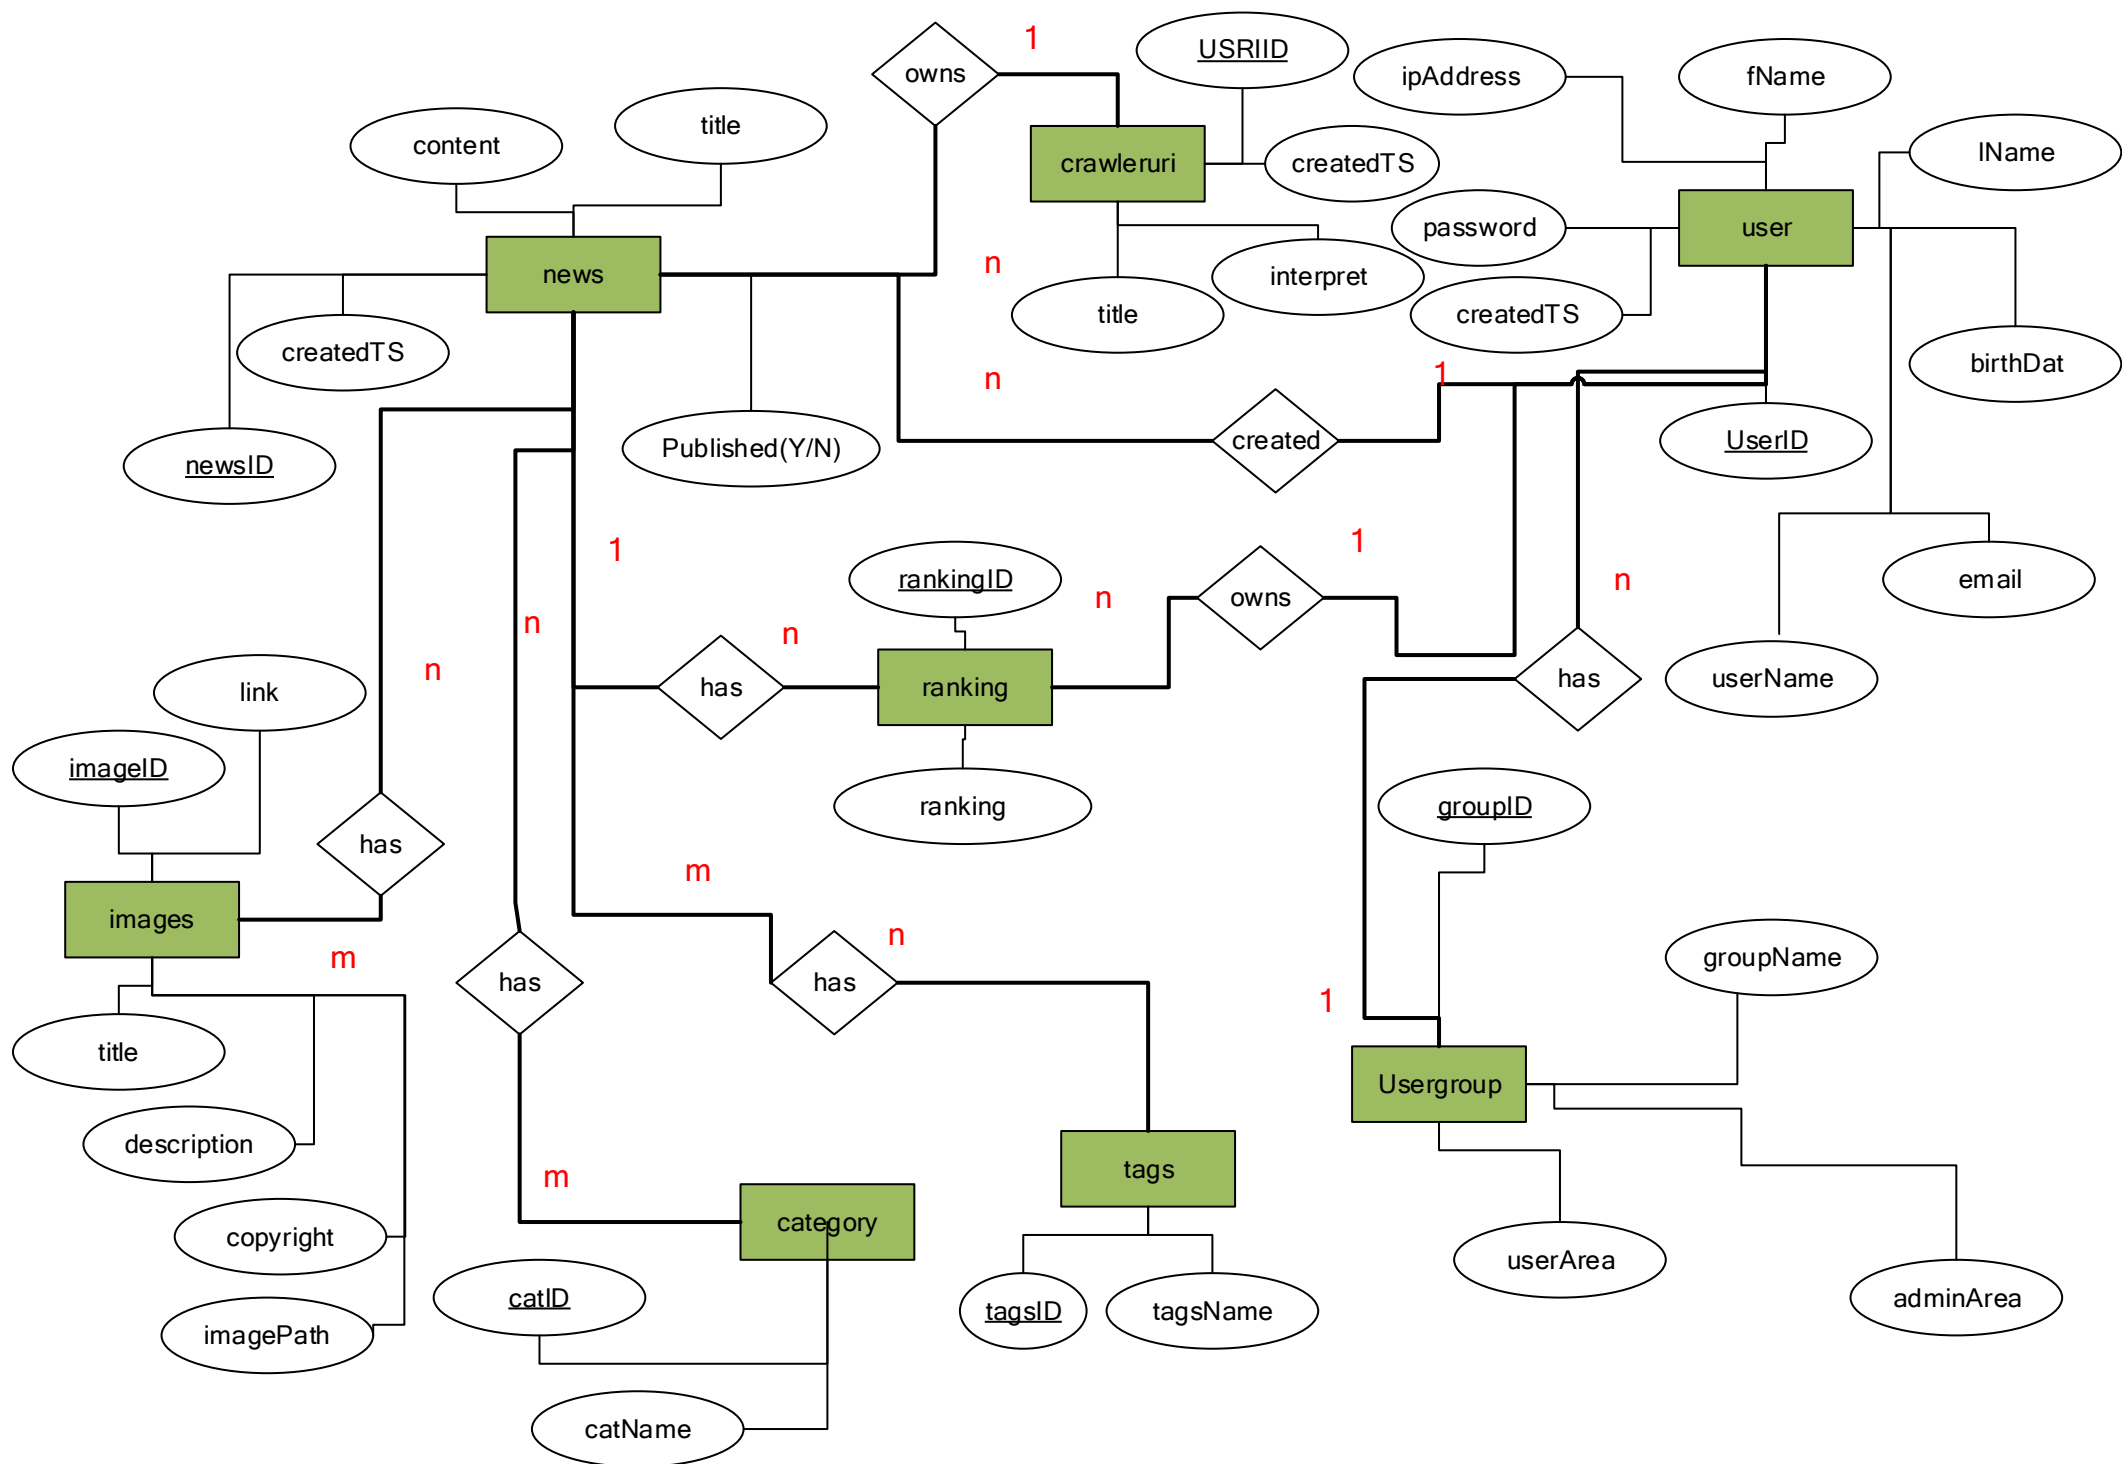 1
USRIID
owns
ipAddress
fName
content
title
crawleruri
createdTS
lName
password
user
news
n
interpret
title
createdTS
createdTS
birthDat
n
1
created
UserID
Published(Y/N)
newsID
1
1
rankingID
owns
n
n
email
n
n
n
has
ranking
has
userName
link
n
imageID
ranking
groupID
has
m
images
n
groupName
m
has
has
1
title
Usergroup
description
m
tags
category
copyright
userArea
catID
tagsID
tagsName
adminArea
imagePath
catName